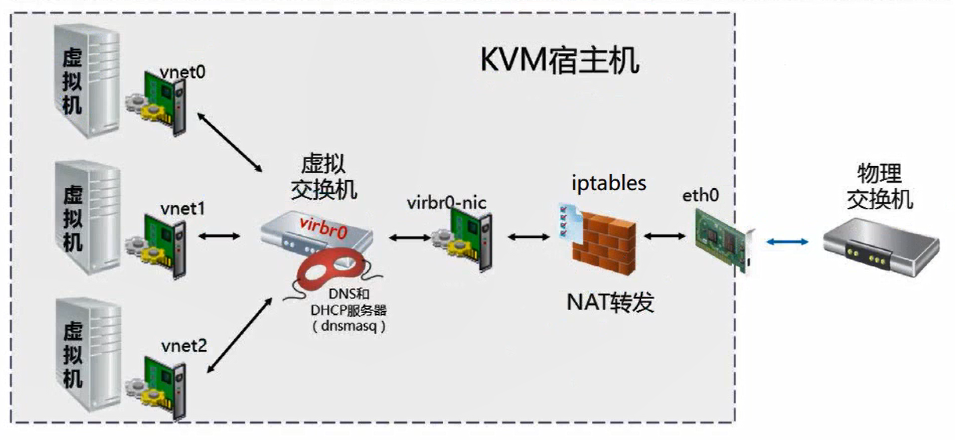 KVM宿主机
虚拟机
vnet0
虚拟机
vnet1
虚拟机
vnet2
虚拟
交换机
virbr0
DNS和
DHCP服务器
(dnsmasq)
virbr0-nic
iptables
NAT转发
eth0
物理
交换机